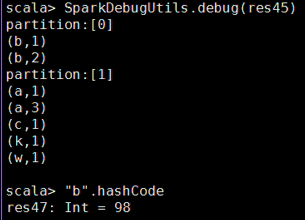 scala> SparkDebugUtils.debug(res45)
partition:[0]
(b,1)
(b,2)
partition:[1]
(a,1)
(a,3)
(c,1)
(k,1)
(w,1)
scala> "b".hashCode
res47: Int = 98